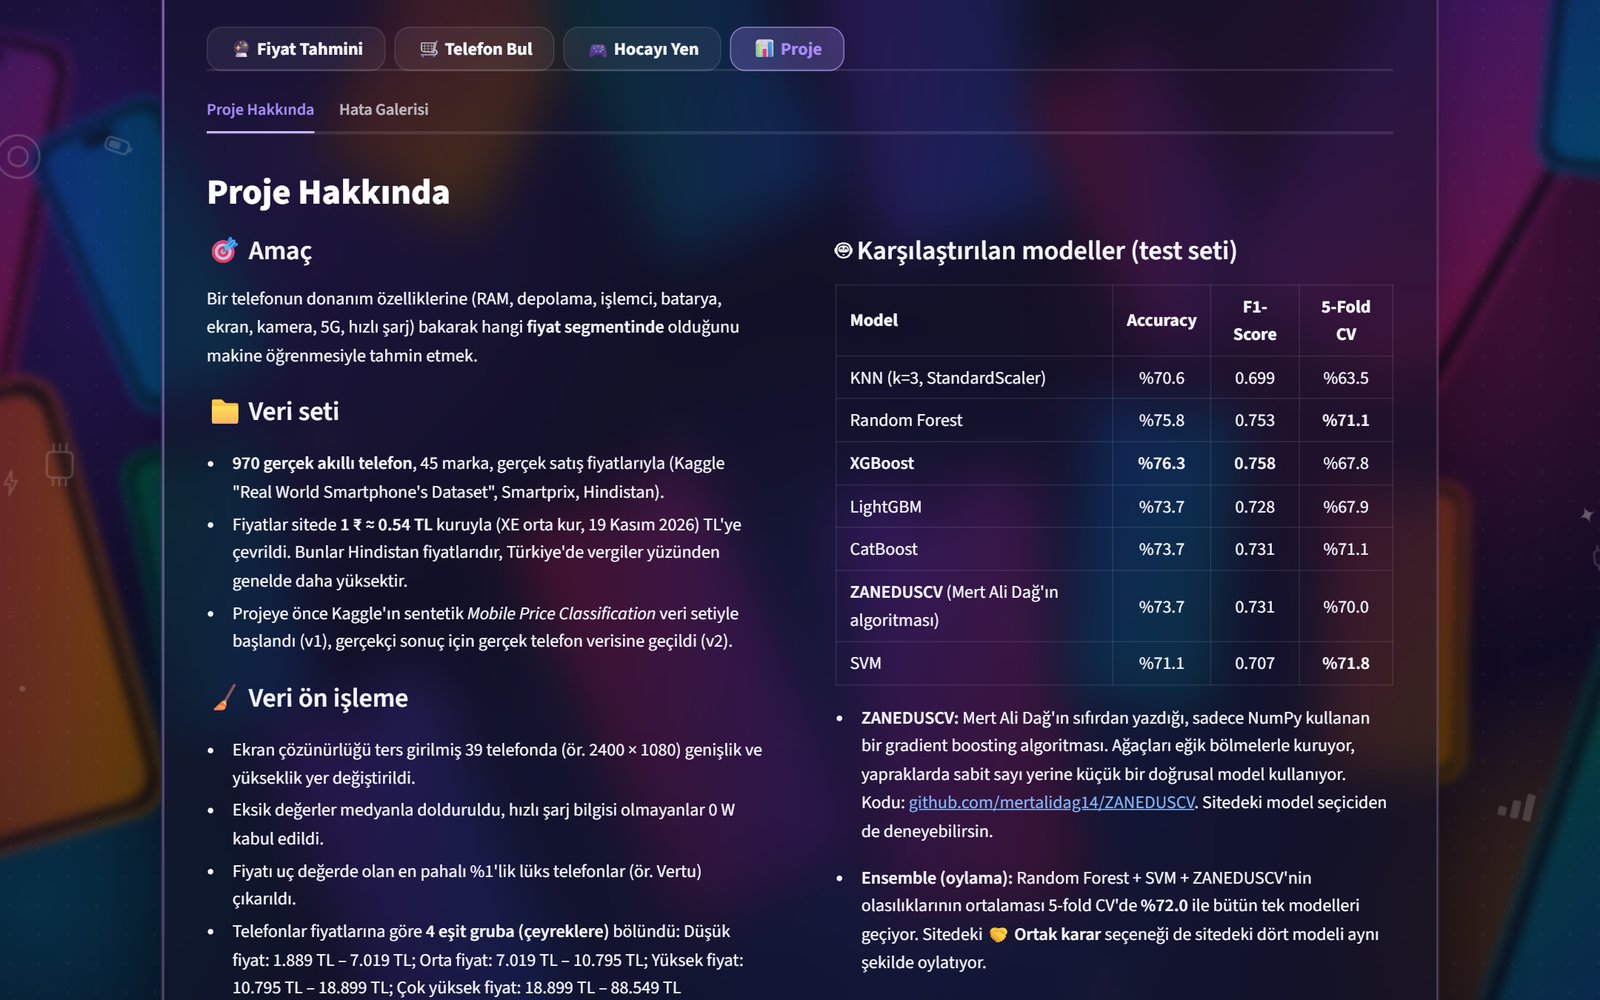 Fiyat Tahmini
Telefon Bul
Hocayı Yen
Proje
Proje Hakkında
Hata Galerisi
Proje Hakkında
Amaç
Bir telefonun donanım özelliklerine (RAM, depolama, işlemci, batarya,
ekran, kamera, 5G, hızlı şarj) bakarak hangi fiyat segmentinde olduğunu
makine öğrenmesiyle tahmin etmek.
Veri seti
• 970 gerçek akıllı telefon, 45 marka, gerçek satış fiyatlarıyla (Kaggle
"Real World Smartphone's Dataset", Smartprix, Hindistan).
• Fiyatlar sitede 1 ₹ ≈ 0.54 TL kuruyla (XE orta kur, 19 Kasım 2026) TL'ye
çevrildi. Bunlar Hindistan fiyatlarıdır, Türkiye'de vergiler yüzünden
genelde daha yüksektir.
• Projeye önce Kaggle'ın sentetik Mobile Price Classification veri setiyle
başlandı (v1), gerçekçi sonuç için gerçek telefon verisine geçildi (v2).
Veri ön işleme
• Ekran çözünürlüğü ters girilmiş 39 telefonda (ör. 2400 × 1080) genişlik ve
yükseklik yer değiştirildi.
• Eksik değerler medyanla dolduruldu, hızlı şarj bilgisi olmayanlar 0 W
kabul edildi.
• Fiyatı uç değerde olan en pahalı %1'lik lüks telefonlar (ör. Vertu)
çıkarıldı.
• Telefonlar fiyatlarına göre 4 eşit gruba (çeyreklere) bölündü: Düşük
fiyat: 1.889 TL – 7.019 TL; Orta fiyat: 7.019 TL – 10.795 TL; Yüksek fiyat:
10.795 TL – 18.899 TL; Çok yüksek fiyat: 18.899 TL – 88.549 TL
Karşılaştırılan modeller (test seti)
Model Accuracy F1-Score 5-Fold CV
KNN (k=3, StandardScaler) %70.6 0.699 %63.5
Random Forest %75.8 0.753 %71.1
XGBoost %76.3 0.758 %67.8
LightGBM %73.7 0.728 %67.9
CatBoost %73.7 0.731 %71.1
ZANEDUSCV (Mert Ali Dağ'ın algoritması) %73.7 0.731 %70.0
SVM %71.1 0.707 %71.8
• ZANEDUSCV: Mert Ali Dağ'ın sıfırdan yazdığı, sadece NumPy kullanan
bir gradient boosting algoritması. Ağaçları eğik bölmelerle kuruyor,
yapraklarda sabit sayı yerine küçük bir doğrusal model kullanıyor.
Kodu: github.com/mertalidag14/ZANEDUSCV. Sitedeki model seçiciden
de deneyebilirsin.
• Ensemble (oylama): Random Forest + SVM + ZANEDUSCV'nin
olasılıklarının ortalaması 5-fold CV'de %72.0 ile bütün tek modelleri
geçiyor. Sitedeki 🤝 Ortak karar seçeneği de sitedeki dört modeli aynı
şekilde oylatıyor.